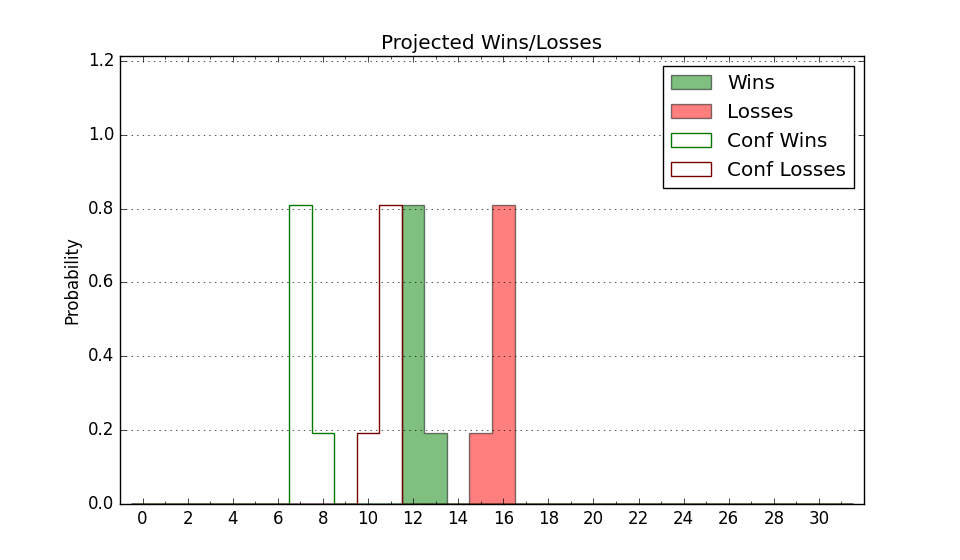 Projected Wins/Losses
1.2
1.0
0.8
0.6
0.4
0.2
0.0
Probability
Wins
Losses
Conf Wins
Conf Losses
0 2 4 6 8 10 12 14 16 18 20 22 24 26 28 30